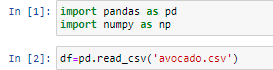 In [1]: import pandas as pd
import numpy as np
In [2]: df=pd.read_csv('avocado.csv')